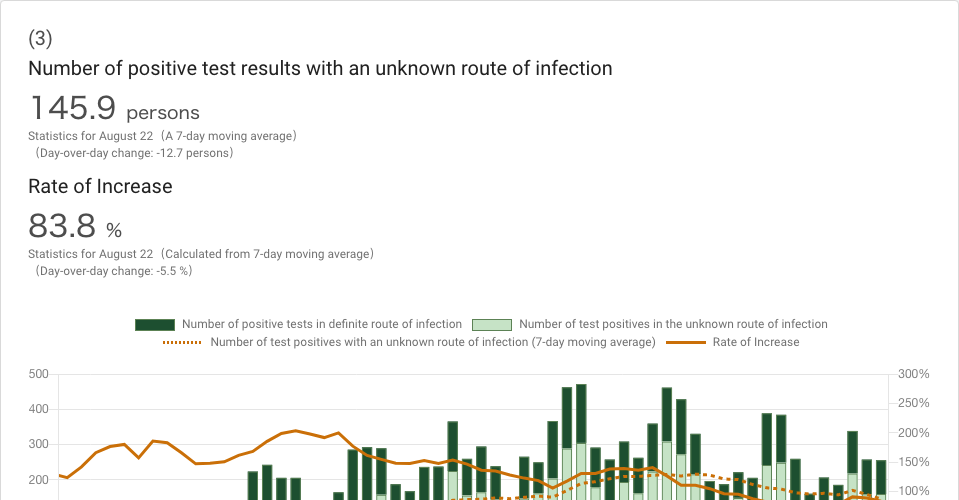 (3)
Number of positive test results with an unknown route of infection
145.9 persons
Statistics for August 22（A 7-day moving average）
（Day-over-day change: -12.7 persons）
Rate of Increase
83.8 %
Statistics for August 22（Calculated from 7-day moving average）
（Day-over-day change: -5.5 %）
Number of positive tests in definite route of infection Number of test positives in the unknown route of infection
Number of test positives with an unknown route of infection (7-day moving average) Rate of Increase
500 300%
250%
400
200%
300
150%
200
100%